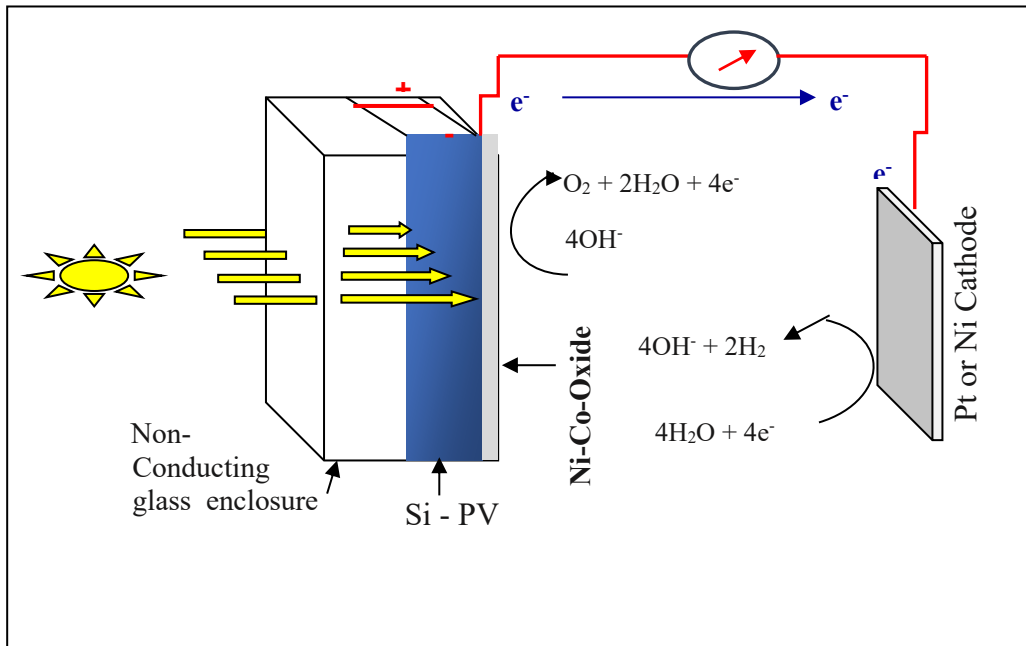 +
-
e⁻
e⁻
O₂ + 2H₂O + 4e⁻
4OH⁻
e⁻
4OH⁻ + 2H₂
4H₂O + 4e⁻
Pt or Ni Cathode
Ni-Co-Oxide
Non-
Conducting
glass enclosure
Si - PV